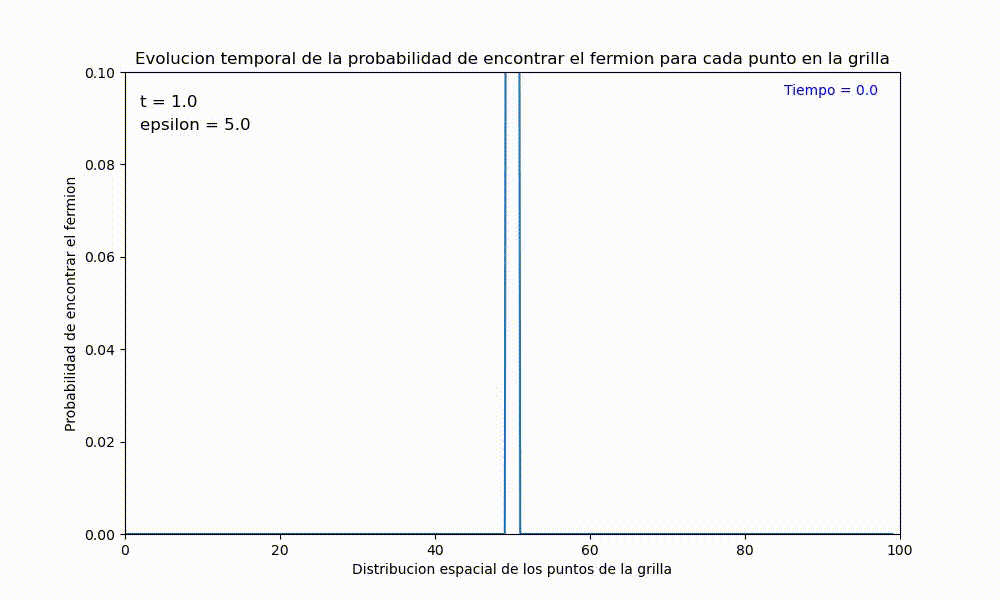 Evolucion temporal de la probabilidad de encontrar el fermion para cada punto en la grilla
0.10
t = 1.0
Tiempo = 0.0
epsilon = 5.0
0.08
0.06
0.04
0.02
0.00
Probabilidad de encontrar el fermion
0 20 40 60 80 100
Distribucion espacial de los puntos de la grilla